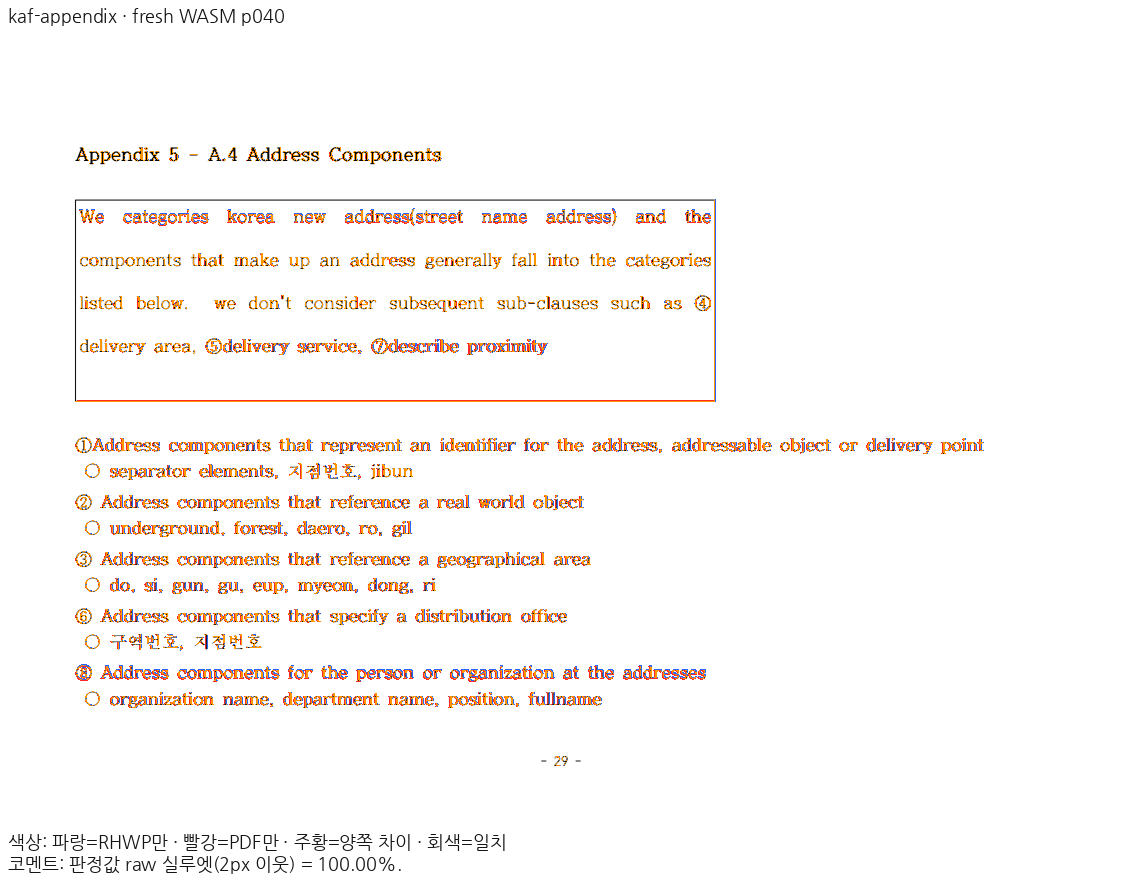 kaf-appendix · fresh WASM p040
Appendix 5 - A.4 Address Components
We categories korea new address(street name address) and the
components that make up an address generally fall into the categories
listed below. we don't consider subsequent sub-clauses such as ④
delivery area, ⑤delivery service, ⑦describe proximity
①Address components that represent an identifier for the address, addressable object or delivery point
○ separator elements, 지점번호, jibun
② Address components that reference a real world object
○ underground, forest, daero, ro, gil
③ Address components that reference a geographical area
○ do, si, gun, gu, eup, myeon, dong, ri
⑥ Address components that specify a distribution office
○ 구역번호, 지점번호
⑧ Address components for the person or organization at the addresses
○ organization name, department name, position, fullname
- 29 -
색상: 파랑=RHWP만 · 빨강=PDF만 · 주황=양쪽 차이 · 회색=일치
코멘트: 판정값 raw 실루엣(2px 이웃) = 100.00%.